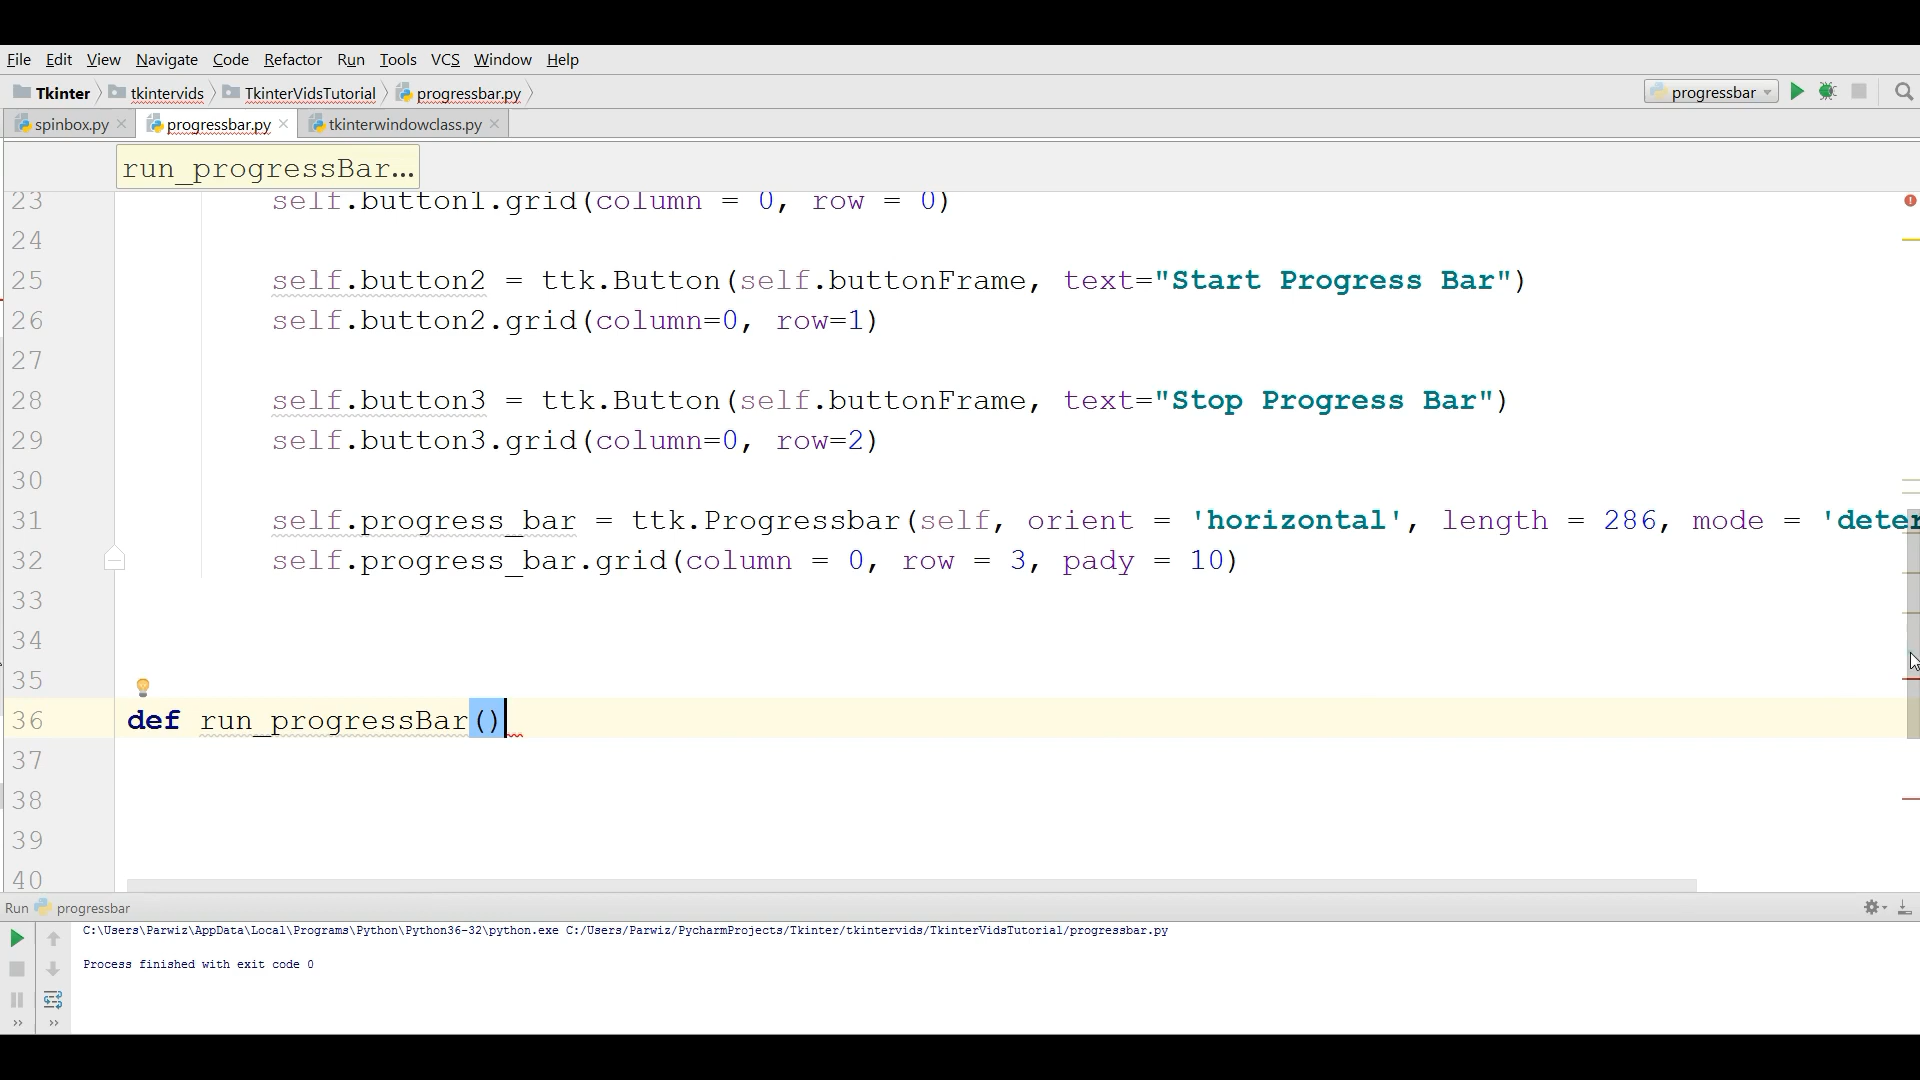 File Edit View Navigate Code Refactor Run Tools VCS Window Help
Tkinter tkintervids TkinterVidsTutorial progressbar.py progressbar
spinbox.py progressbar.py tkinterwindowclass.py
run_progressBar...
23 self.button1.grid(column = 0, row = 0)
24
25 self.button2 = ttk.Button(self.buttonFrame, text="Start Progress Bar")
26 self.button2.grid(column=0, row=1)
27
28 self.button3 = ttk.Button(self.buttonFrame, text="Stop Progress Bar")
29 self.button3.grid(column=0, row=2)
30
31 self.progress_bar = ttk.Progressbar(self, orient = 'horizontal', length = 286, mode = 'deter
32 self.progress_bar.grid(column = 0, row = 3, pady = 10)
33
34
35
36 def run_progressBar()
37
38
39
40
Run progressbar
C:\Users\Parwiz\AppData\Local\Programs\Python\Python36-32\python.exe C:/Users/Parwiz/PycharmProjects/Tkinter/tkintervids/TkinterVidsTutorial/progressbar.py
Process finished with exit code 0